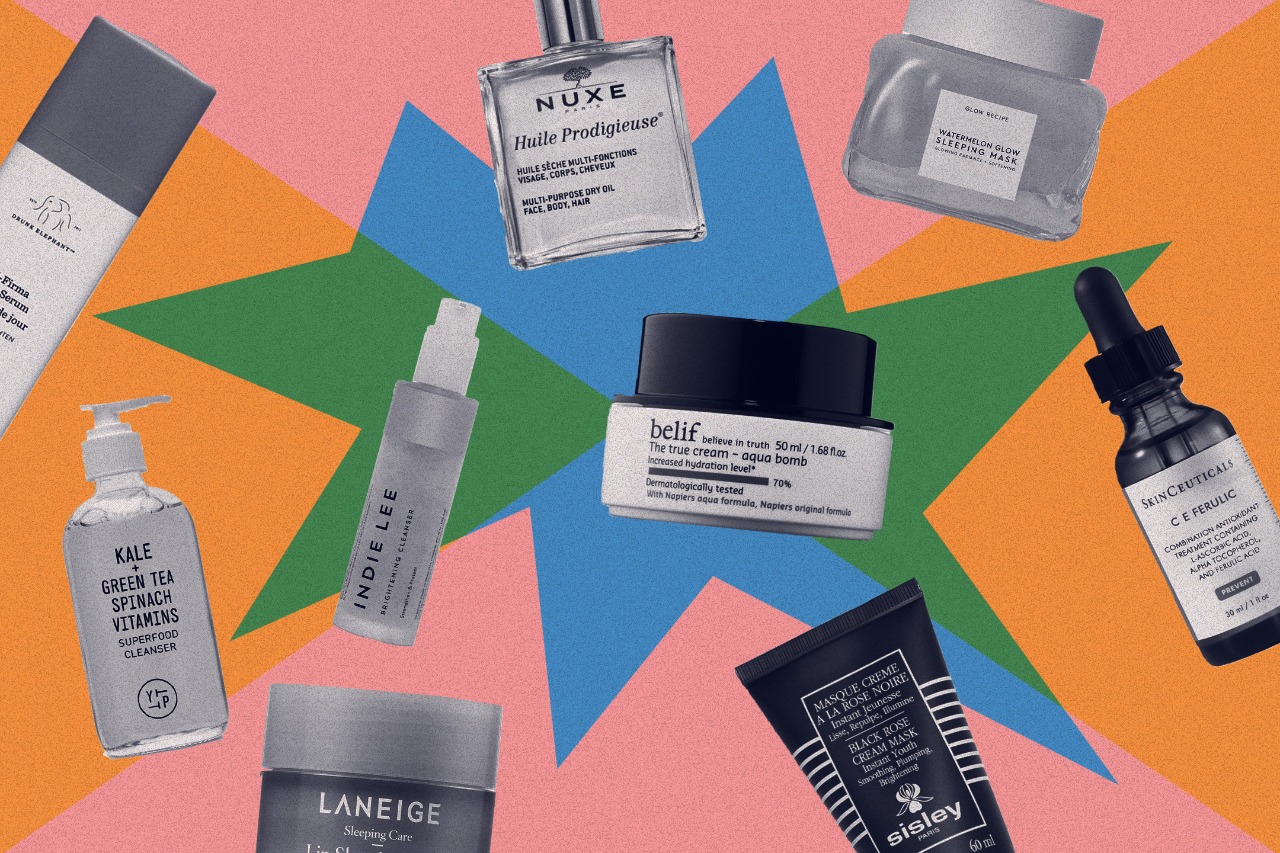 DRUNK ELEPHANT™
-Firma
Serum
de jour
NUXE
PARIS
Huile Prodigieuse®
HUILE SÈCHE MULTI-FONCTIONS
VISAGE, CORPS, CHEVEUX
MULTI-PURPOSE DRY OIL
FACE, BODY, HAIR
GLOW RECIPE
WATERMELON GLOW
SLEEPING MASK
KALE
+
GREEN TEA
SPINACH
VITAMINS
SUPERFOOD
CLEANSER
YTTP
INDIE LEE
BRIGHTENING CLEANSER
belif believe in truth 50 ml / 1.68 fl.oz.
The true cream – aqua bomb
Increased hydration level*
70%
Dermatologically tested
With Napiers aqua formula, Napiers original formula
SKINCEUTICALS
C E FERULIC
COMBINATION ANTIOXIDANT
TREATMENT CONTAINING
L-ASCORBIC ACID,
ALPHA TOCOPHEROL,
AND FERULIC ACID
PREVENT
30 ml / 1 fl oz
LANEIGE
Sleeping Care
MASQUE CRÈME
À LA ROSE NOIRE
Instant Jeunesse
Lisse, Repulpe, Illumine
BLACK ROSE
CREAM MASK
Instant Youth
Smoothing, Plumping,
Brightening
sisley
PARIS
60 ml